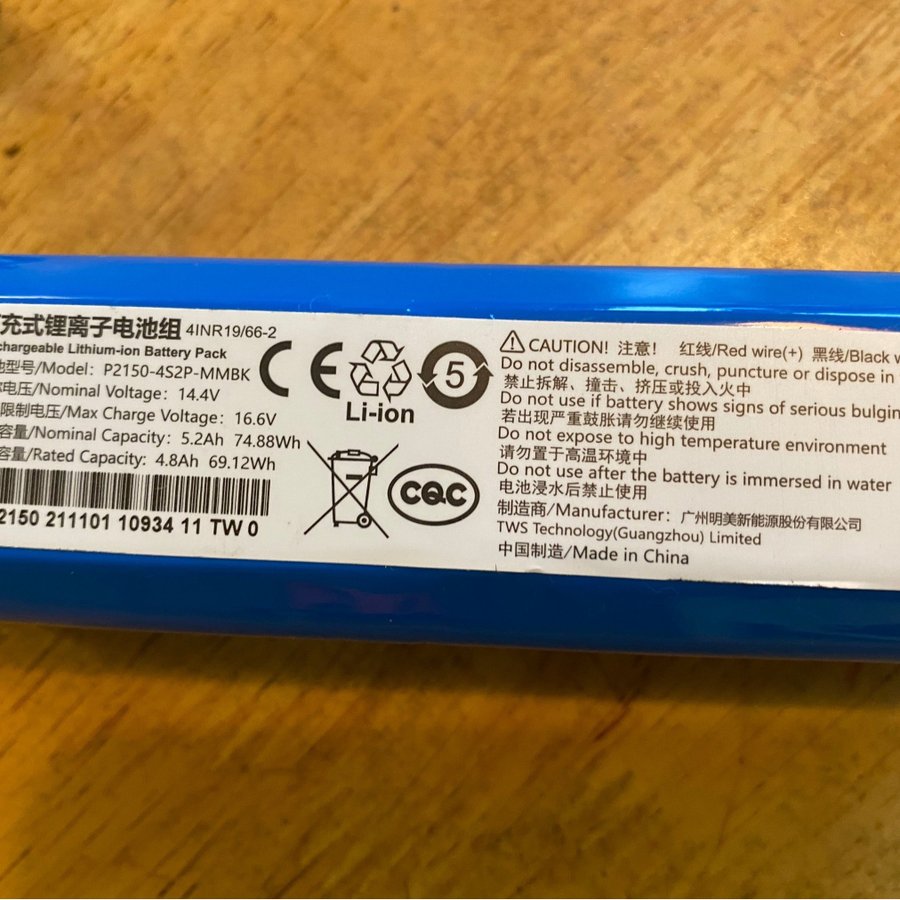 充式锂离子电池组 4INR19/66-2
chargeable Lithium-ion Battery Pack
池型号/Model: P2150-4S2P-MMBK
电压/Nominal Voltage: 14.4V
限制电压/Max Charge Voltage: 16.6V
容量/Nominal Capacity: 5.2Ah 74.88Wh
容量/Rated Capacity: 4.8Ah 69.12Wh
2150 211101 10934 11 TW 0
CE
Li-ion
5
CQC
CAUTION! 注意! 红线/Red wire(+) 黑线/Black w
Do not disassemble, crush, puncture or dispose in
禁止拆解、撞击、挤压或投入火中
Do not use if battery shows signs of serious bulgin
若出现严重鼓胀请勿继续使用
Do not expose to high temperature environment
请勿置于高温环境中
Do not use after the battery is immersed in water
电池浸水后禁止使用
制造商/Manufacturer: 广州明美新能源股份有限公司
TWS Technology(Guangzhou) Limited
中国制造/Made in China